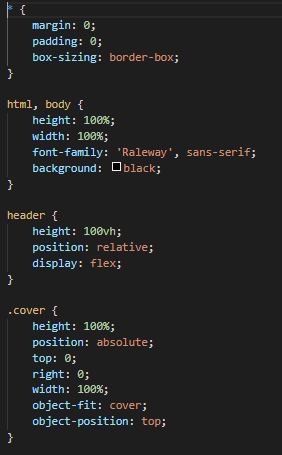 * {
    margin: 0;
    padding: 0;
    box-sizing: border-box;
}

html, body {
    height: 100%;
    width: 100%;
    font-family: 'Raleway', sans-serif;
    background: black;
}

header {
    height: 100vh;
    position: relative;
    display: flex;
}

.cover {
    height: 100%;
    position: absolute;
    top: 0;
    right: 0;
    width: 100%;
    object-fit: cover;
    object-position: top;
}